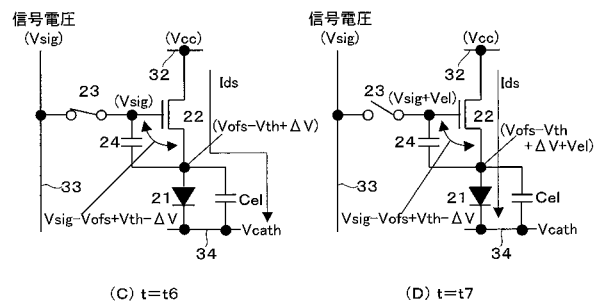 信号電圧
(Vsig)
(Vcc)
32
Ids
23
(Vsig)
22
24
(Vofs−Vth+ΔV)
33
21
Cel
Vsig−Vofs+Vth−ΔV
Vcath
34
(C) t=t6
信号電圧
(Vsig)
(Vcc)
32
Ids
23
(Vsig+Vel)
22
24
(Vofs−Vth
+ΔV+Vel)
33
21
Cel
Vsig−Vofs+Vth−ΔV
Vcath
34
(D) t=t7